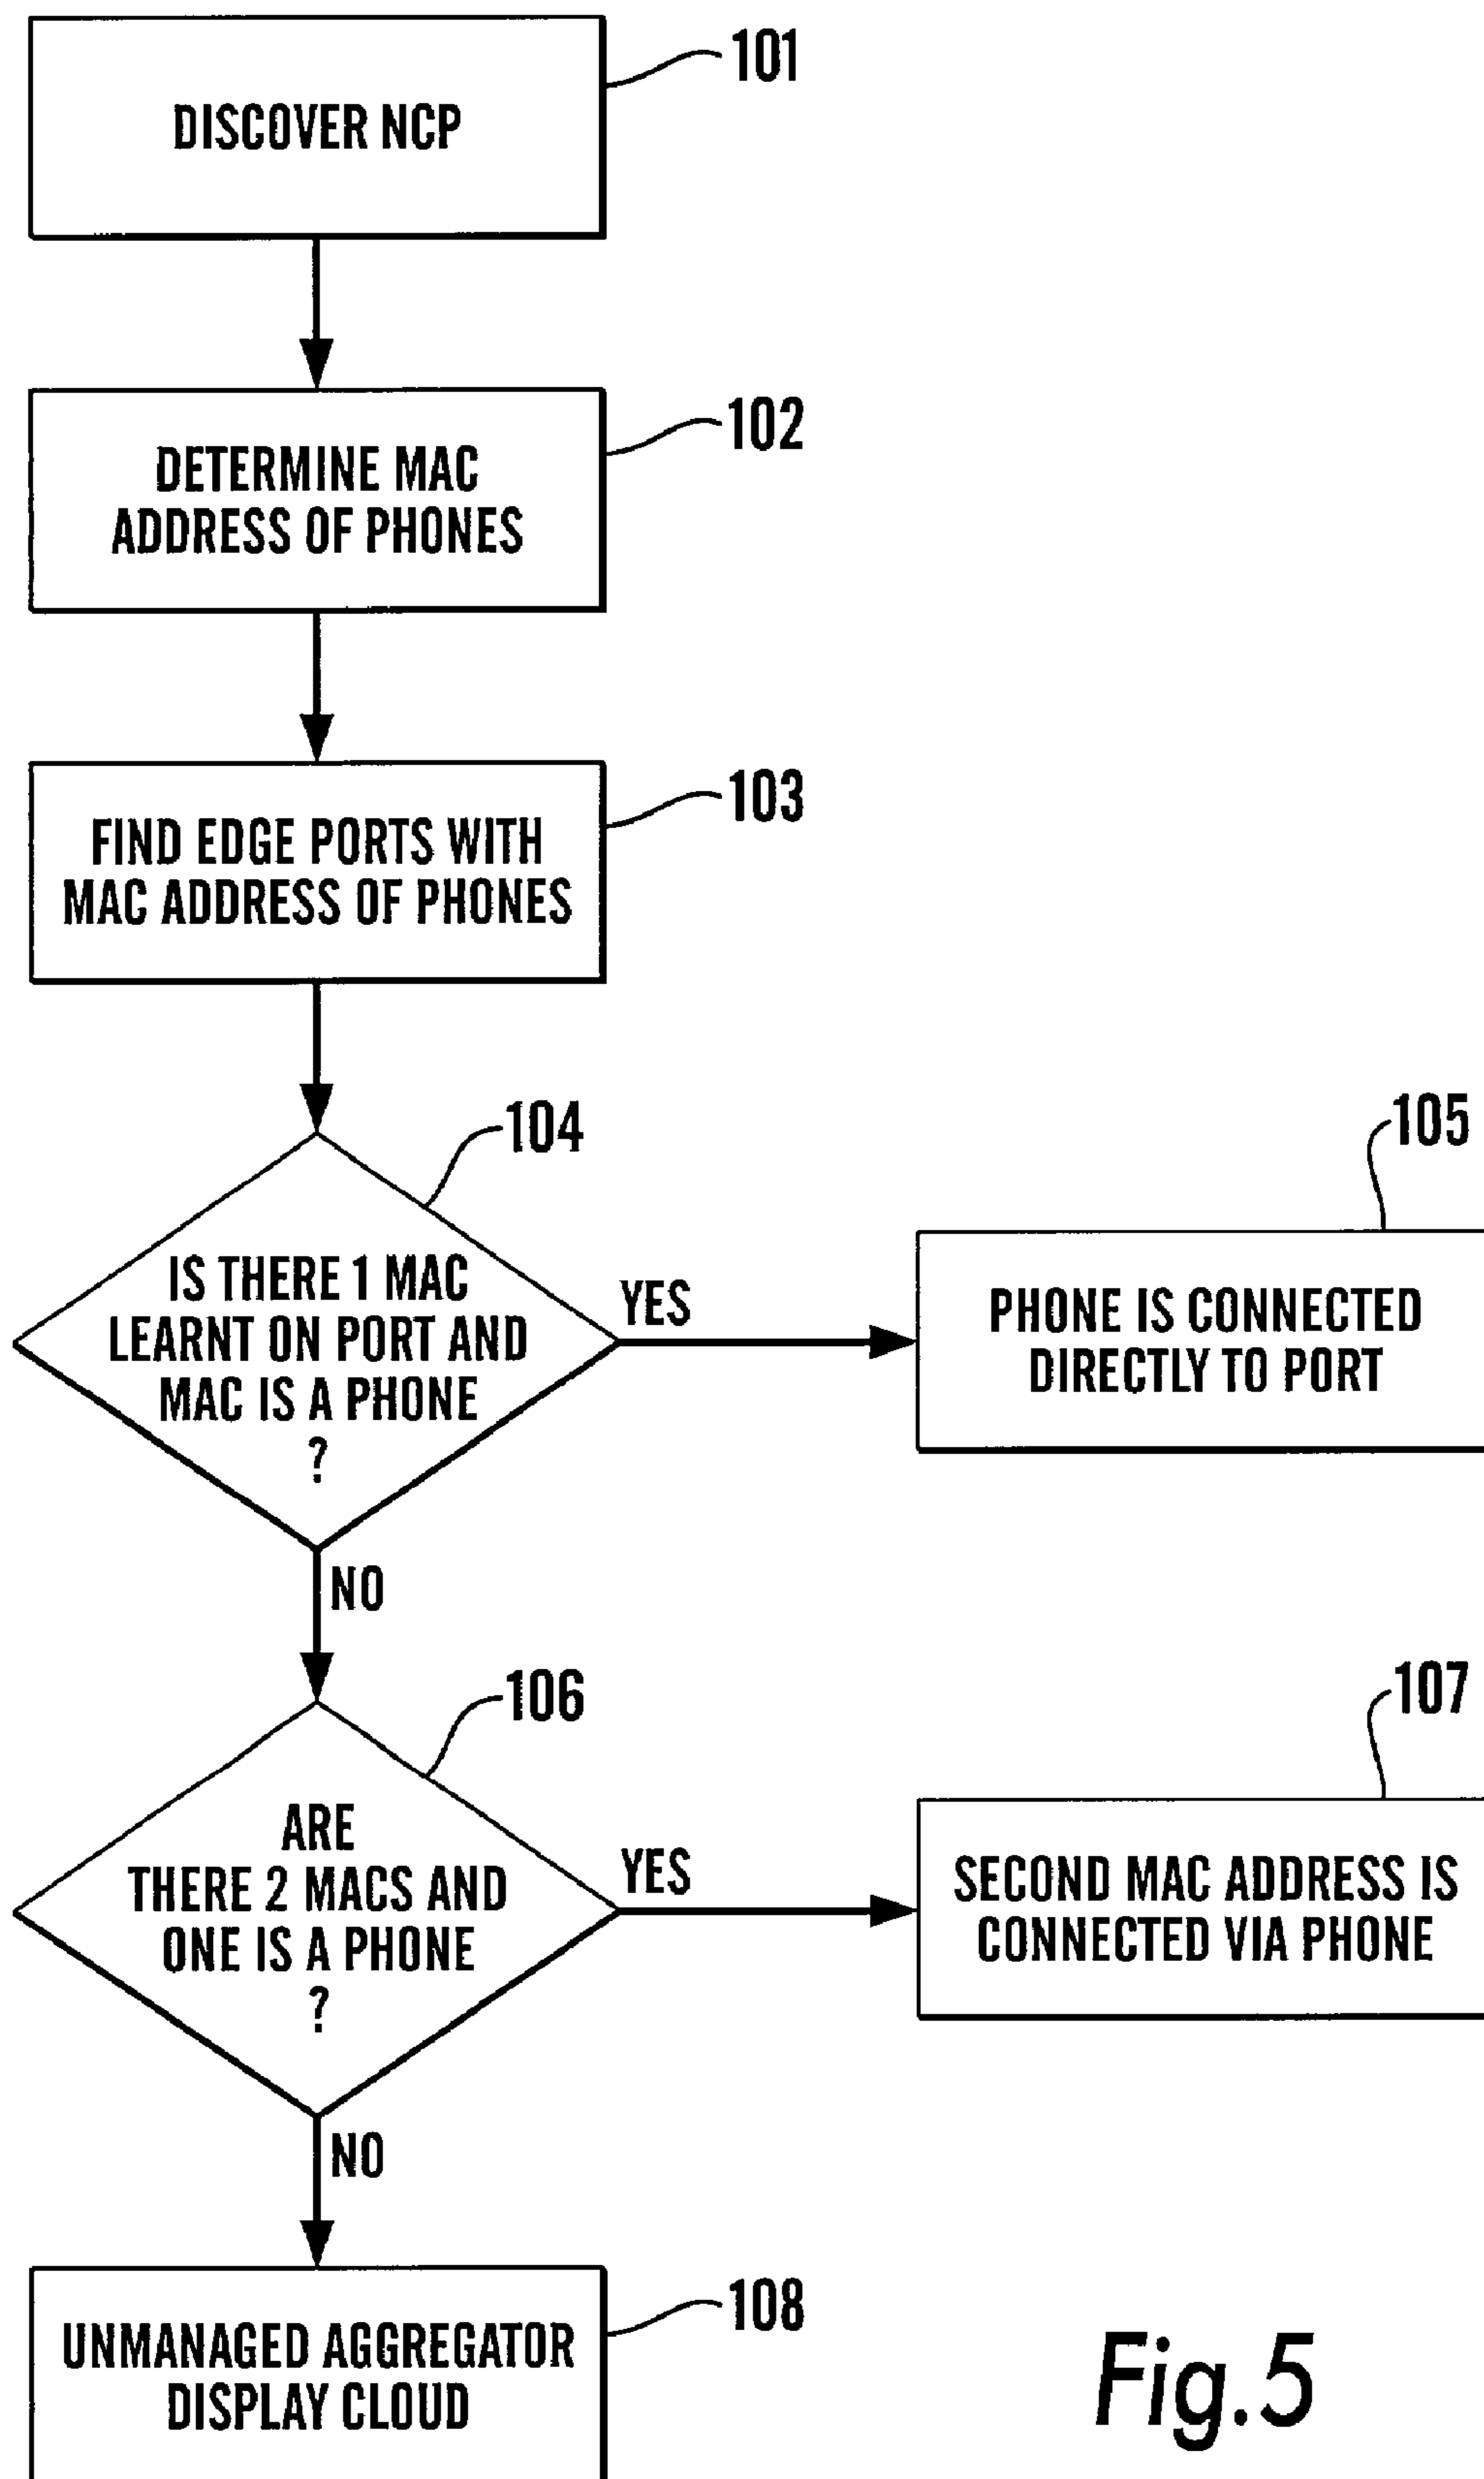 101
DISCOVER NCP
102
DETERMINE MAC
ADDRESS OF PHONES
103
FIND EDGE PORTS WITH
MAC ADDRESS OF PHONES
104
IS THERE 1 MAC
LEARNT ON PORT AND
MAC IS A PHONE
?
YES
105
PHONE IS CONNECTED
DIRECTLY TO PORT
NO
106
ARE
THERE 2 MACS AND
ONE IS A PHONE
?
YES
107
SECOND MAC ADDRESS IS
CONNECTED VIA PHONE
NO
108
UNMANAGED AGGREGATOR
DISPLAY CLOUD
Fig.5